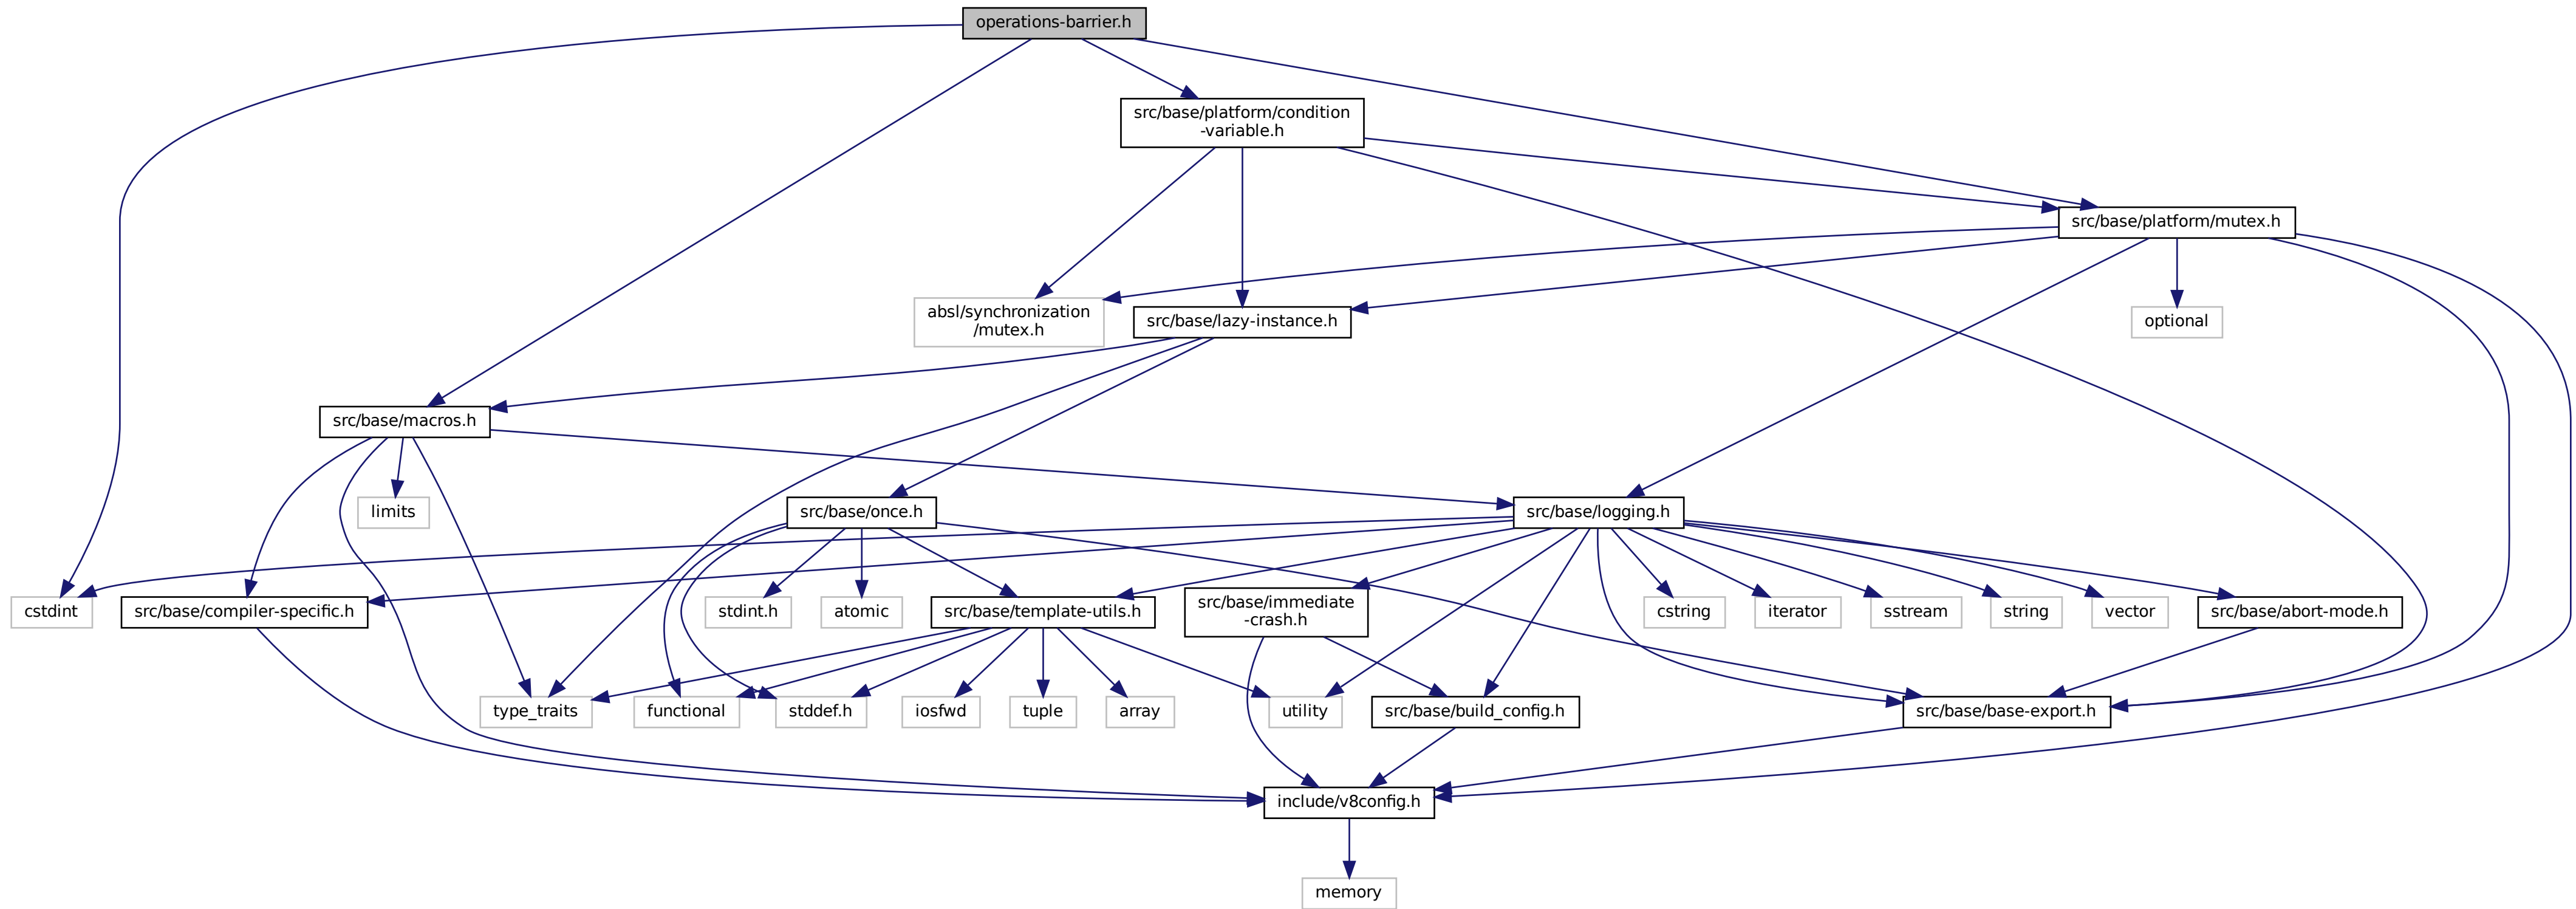 operations-barrier.h
src/base/platform/condition
-variable.h
src/base/platform/mutex.h
absl/synchronization
/mutex.h
src/base/lazy-instance.h
optional
src/base/macros.h
limits
src/base/once.h
src/base/logging.h
cstdint
src/base/compiler-specific.h
stdint.h
atomic
src/base/template-utils.h
src/base/immediate
-crash.h
cstring
iterator
sstream
string
vector
src/base/abort-mode.h
type_traits
functional
stddef.h
iosfwd
tuple
array
utility
src/base/build_config.h
src/base/base-export.h
include/v8config.h
memory